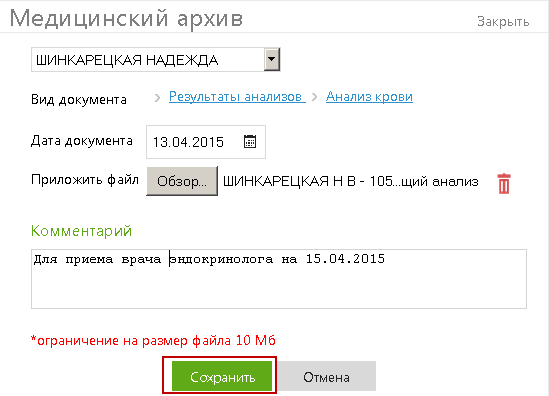 Медицинский архив
Закрыть
ШИНКАРЕЦКАЯ НАДЕЖДА
Вид документа > Результаты анализов > Анализ крови
Дата документа 13.04.2015
Приложить файл Обзор... ШИНКАРЕЦКАЯ Н В - 105...щий анализ
Комментарий
Для приема врача эндокринолога на 15.04.2015
*ограничение на размер файла 10 Мб
Сохранить Отмена